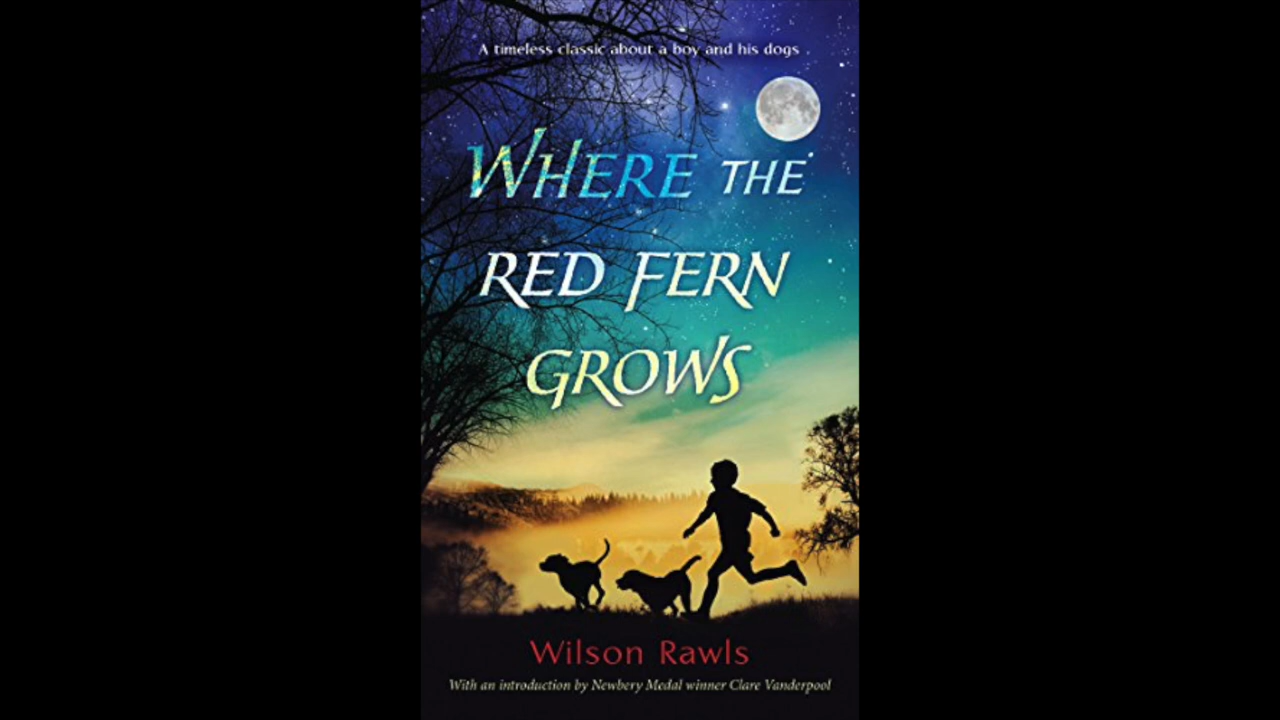 A timeless classic about a boy and his dogs
WHERE THE
RED FERN
GROWS
Wilson Rawls
With an introduction by Newbery Medal winner Clare Vanderpool